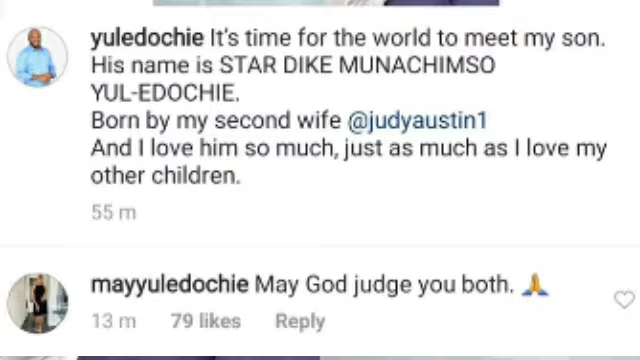 yuledochie It's time for the world to meet my son.
His name is STAR DIKE MUNACHIMSO
YUL-EDOCHIE.
Born by my second wife @judyaustin1
And I love him so much, just as much as I love my
other children.
55 m
mayyuledochie May God judge you both. 🙏
13 m 79 likes Reply